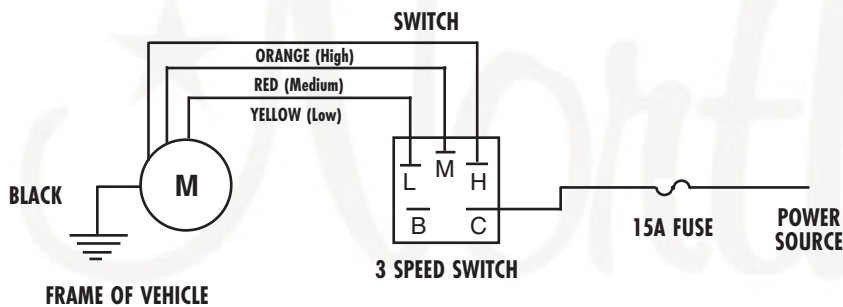 SWITCH
ORANGE (High)
RED (Medium)
YELLOW (Low)
M
L
M
H
B
C
BLACK
15A FUSE
POWER
SOURCE
3 SPEED SWITCH
FRAME OF VEHICLE